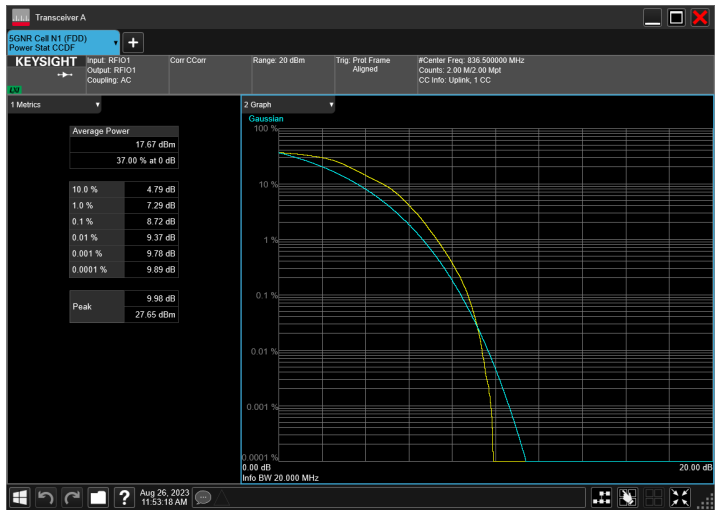 Transceiver A
5GNR Cell N1 (FDD)
Power Stat CCDF
KEYSIGHT
LXI
Input: RFIO1
Output: RFIO1
Coupling: AC
Corr CCorr
Range: 20 dBm
Trig: Prot Frame
Aligned
#Center Freq: 836.500000 MHz
Counts: 2.00 M/2.00 Mpt
CC Info: Uplink, 1 CC
1 Metrics
Average Power
17.67 dBm
37.00 % at 0 dB
10.0 % 4.79 dB
1.0 % 7.29 dB
0.1 % 8.72 dB
0.01 % 9.37 dB
0.001 % 9.78 dB
0.0001 % 9.89 dB
Peak
9.98 dB
27.65 dBm
2 Graph
Gaussian
100 %
10 %
1 %
0.1 %
0.01 %
0.001 %
0.0001 %
0.00 dB 20.00 dB
Info BW 20.000 MHz
Aug 26, 2023
11:53:18 AM